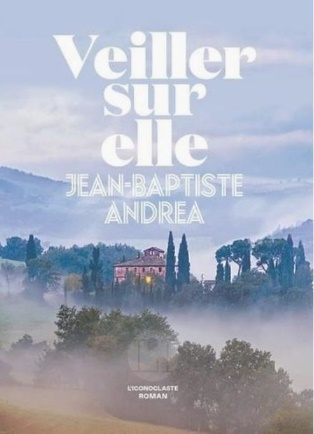 Veiller
sur
elle
JEAN-BAPTISTE
ANDREA
L'ICONOCLASTE
ROMAN